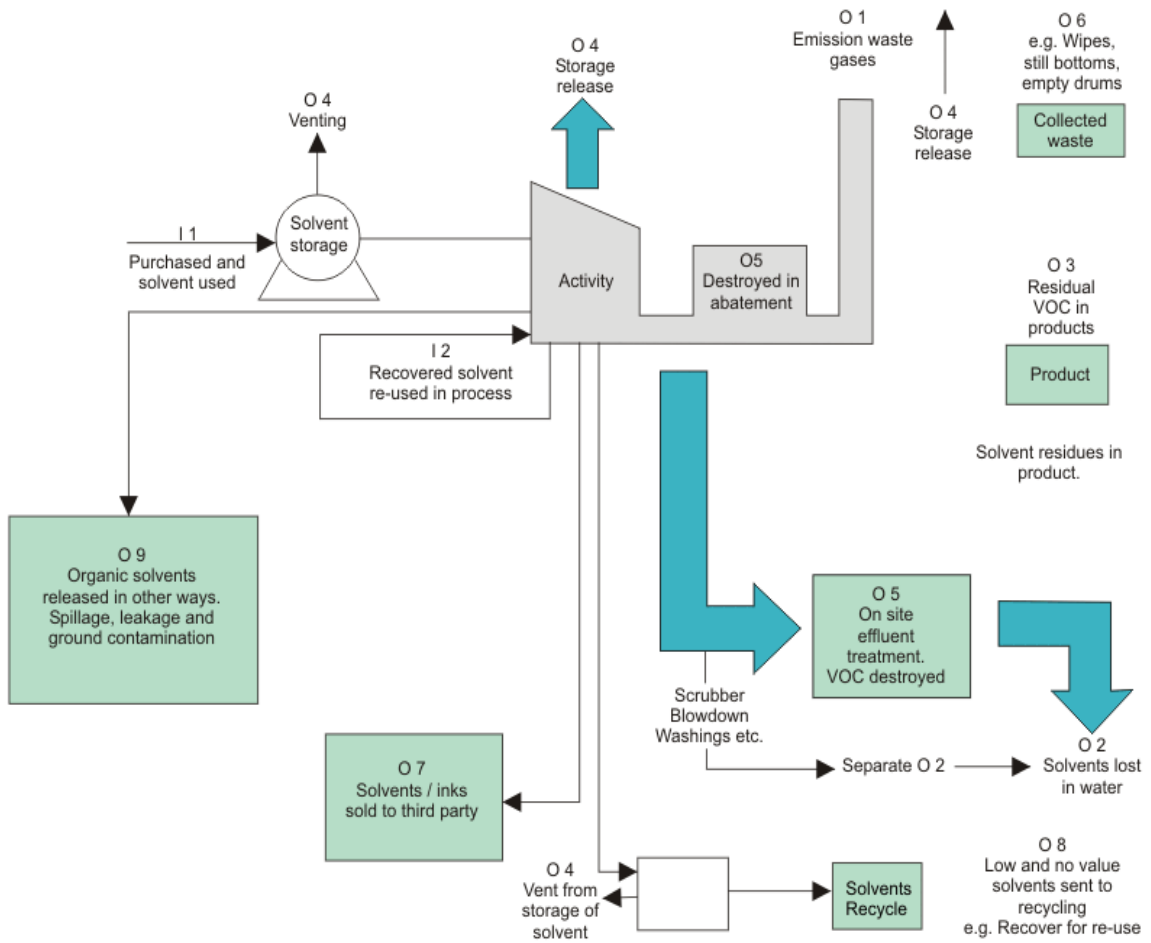 O 1
Emission waste
gases
O 6
e.g. Wipes,
still bottoms,
empty drums
Collected
waste
O 4
Storage
release
O 4
Storage
release
O 4
Venting
Solvent
storage
I 1
Purchased and
solvent used
Activity
O5
Destroyed in
abatement
O 3
Residual
VOC in
products
Product
Solvent residues in
product.
I 2
Recovered solvent
re-used in process
O 9
Organic solvents
released in other ways.
Spillage, leakage and
ground contamination
O 5
On site
effluent
treatment.
VOC destroyed
Scrubber
Blowdown
Washings etc.
Separate O 2
O 2
Solvents lost
in water
O 7
Solvents / inks
sold to third party
O 4
Vent from
storage of
solvent
Solvents
Recycle
O 8
Low and no value
solvents sent to
recycling
e.g. Recover for re-use